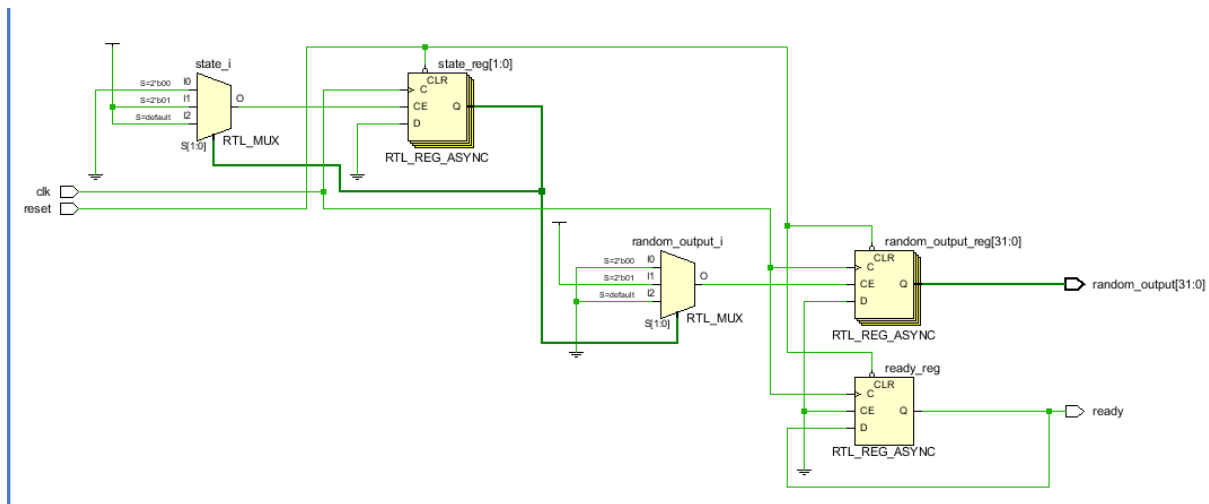 state_i
S=2'b00 I0
S=2'b01 I1
S=default I2
O
S[1:0]
RTL_MUX
state_reg[1:0]
CLR
C
CE Q
D
RTL_REG_ASYNC
clk
reset
random_output_i
S=2'b00 I0
S=2'b01 I1
S=default I2
O
S[1:0]
RTL_MUX
random_output_reg[31:0]
CLR
C
CE Q
D
RTL_REG_ASYNC
random_output[31:0]
ready_reg
CLR
C
CE Q
D
RTL_REG_ASYNC
ready